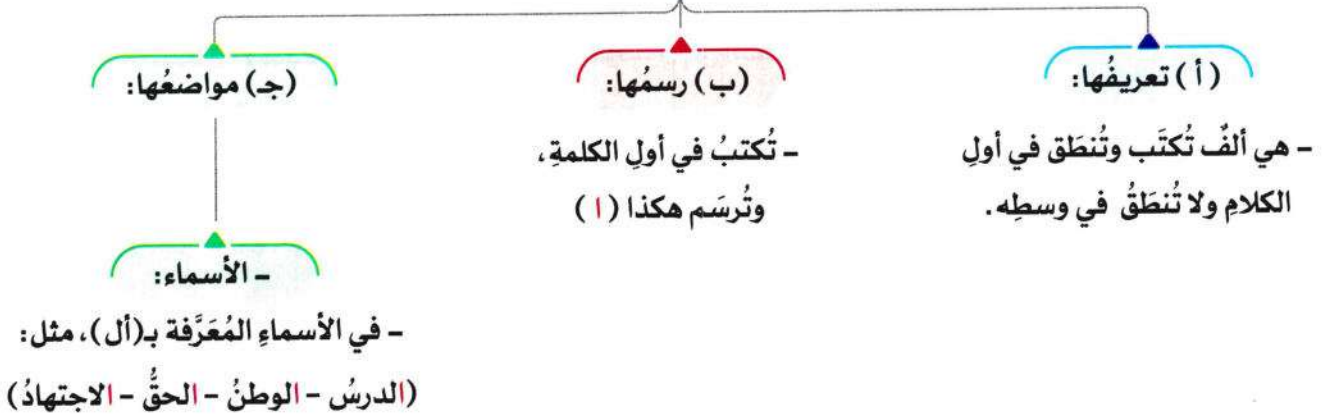 (أ) تعريفُها:
- هي ألفٌ تُكتَب وتُنطَق في أولِ
الكلامِ ولا تُنطَقُ في وسطِه.
(ب) رسمُها:
- تُكتبُ في أولِ الكلمةِ،
وتُرسَم هكذا (ا)
(جـ) مواضعُها:
- الأسماء:
- في الأسماءِ المُعَرَّفة بـ(أل)، مثل:
(الدرسُ - الوطنُ - الحقُّ - الاجتهادُ)